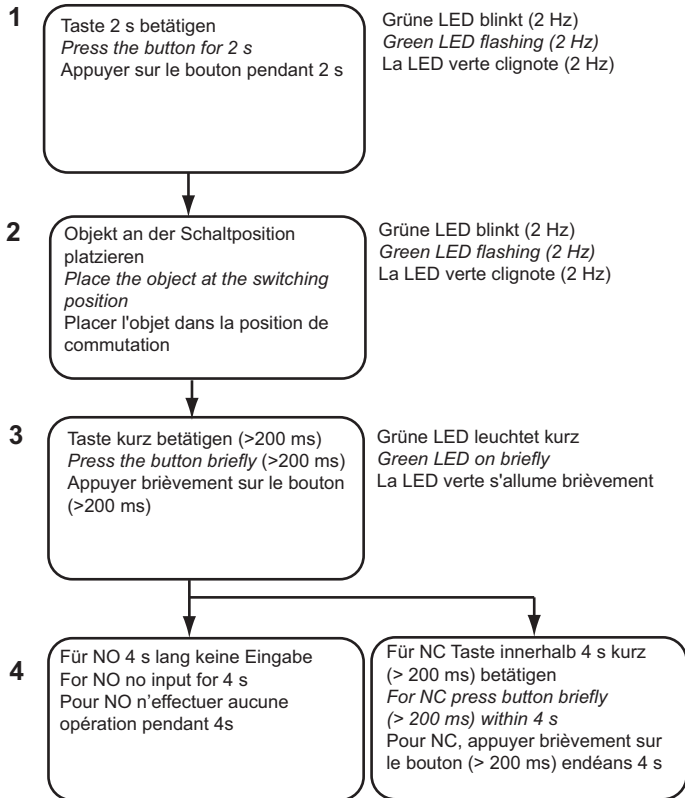 1
Taste 2 s betätigen
Press the button for 2 s
Appuyer sur le bouton pendant 2 s
Grüne LED blinkt (2 Hz)
Green LED flashing (2 Hz)
La LED verte clignote (2 Hz)
2
Objekt an der Schaltposition
platzieren
Place the object at the switching
position
Placer l'objet dans la position de
commutation
Grüne LED blinkt (2 Hz)
Green LED flashing (2 Hz)
La LED verte clignote (2 Hz)
3
Taste kurz betätigen (>200 ms)
Press the button briefly (>200 ms)
Appuyer brièvement sur le bouton
(>200 ms)
Grüne LED leuchtet kurz
Green LED on briefly
La LED verte s'allume brièvement
4
Für NO 4 s lang keine Eingabe
For NO no input for 4 s
Pour NO n’effectuer aucune
opération pendant 4s
Für NC Taste innerhalb 4 s kurz
(> 200 ms) betätigen
For NC press button briefly
(> 200 ms) within 4 s
Pour NC, appuyer brièvement sur
le bouton (> 200 ms) endéans 4 s